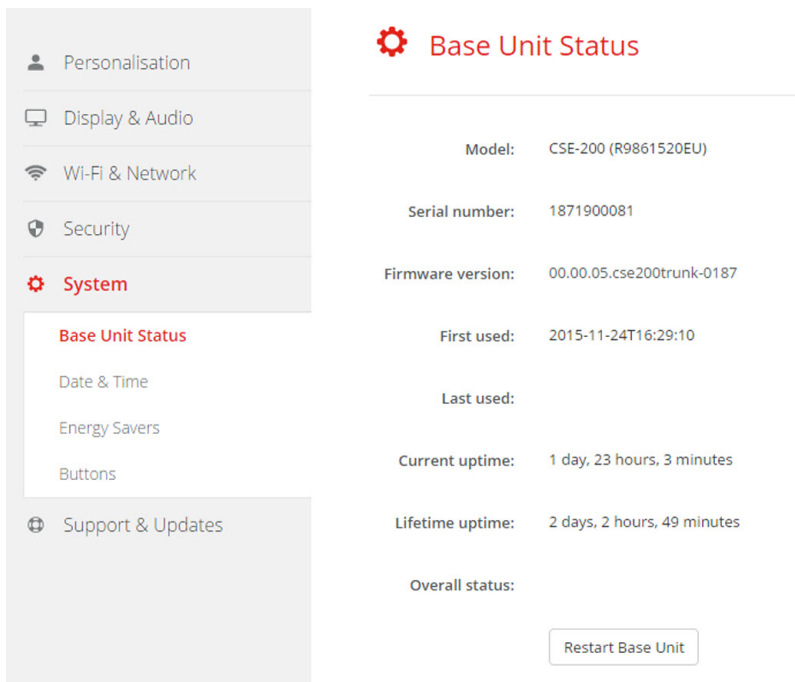 Personalisation
Display & Audio
Wi-Fi & Network
Security
System
Base Unit Status
Date & Time
Energy Savers
Buttons
Support & Updates
Base Unit Status
Model: CSE-200 (R9861520EU)
Serial number: 1871900081
Firmware version: 00.00.05.cse200trunk-0187
First used: 2015-11-24T16:29:10
Last used:
Current uptime: 1 day, 23 hours, 3 minutes
Lifetime uptime: 2 days, 2 hours, 49 minutes
Overall status:
Restart Base Unit